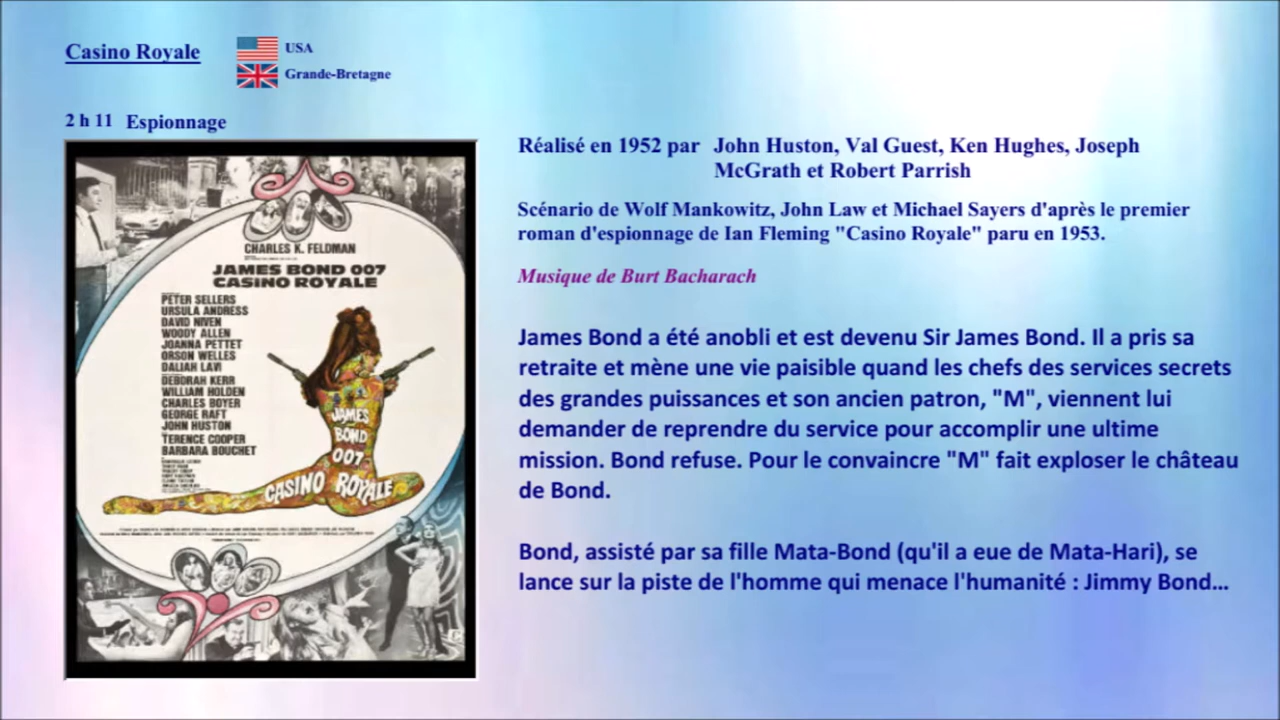 Casino Royale
USA
Grande-Bretagne
2 h 11 Espionnage
Réalisé en 1952 par John Huston, Val Guest, Ken Hughes, Joseph
McGrath et Robert Parrish
Scénario de Wolf Mankowitz, John Law et Michael Sayers d'après le premier
roman d'espionnage de Ian Fleming "Casino Royale" paru en 1953.
Musique de Burt Bacharach
James Bond a été anobli et est devenu Sir James Bond. Il a pris sa
retraite et mène une vie paisible quand les chefs des services secrets
des grandes puissances et son ancien patron, "M", viennent lui
demander de reprendre du service pour accomplir une ultime
mission. Bond refuse. Pour le convaincre "M" fait exploser le château
de Bond.
Bond, assisté par sa fille Mata-Bond (qu'il a eue de Mata-Hari), se
lance sur la piste de l'homme qui menace l'humanité : Jimmy Bond...
CHARLES K. FELDMAN
JAMES BOND 007
CASINO ROYALE
PETER SELLERS
URSULA ANDRESS
DAVID NIVEN
WOODY ALLEN
JOANNA PETTET
ORSON WELLES
DALIAH LAVI
DEBORAH KERR
WILLIAM HOLDEN
CHARLES BOYER
GEORGE RAFT
JOHN HUSTON
TERENCE COOPER
BARBARA BOUCHET
JAMES
BOND
007
CASINO ROYALE